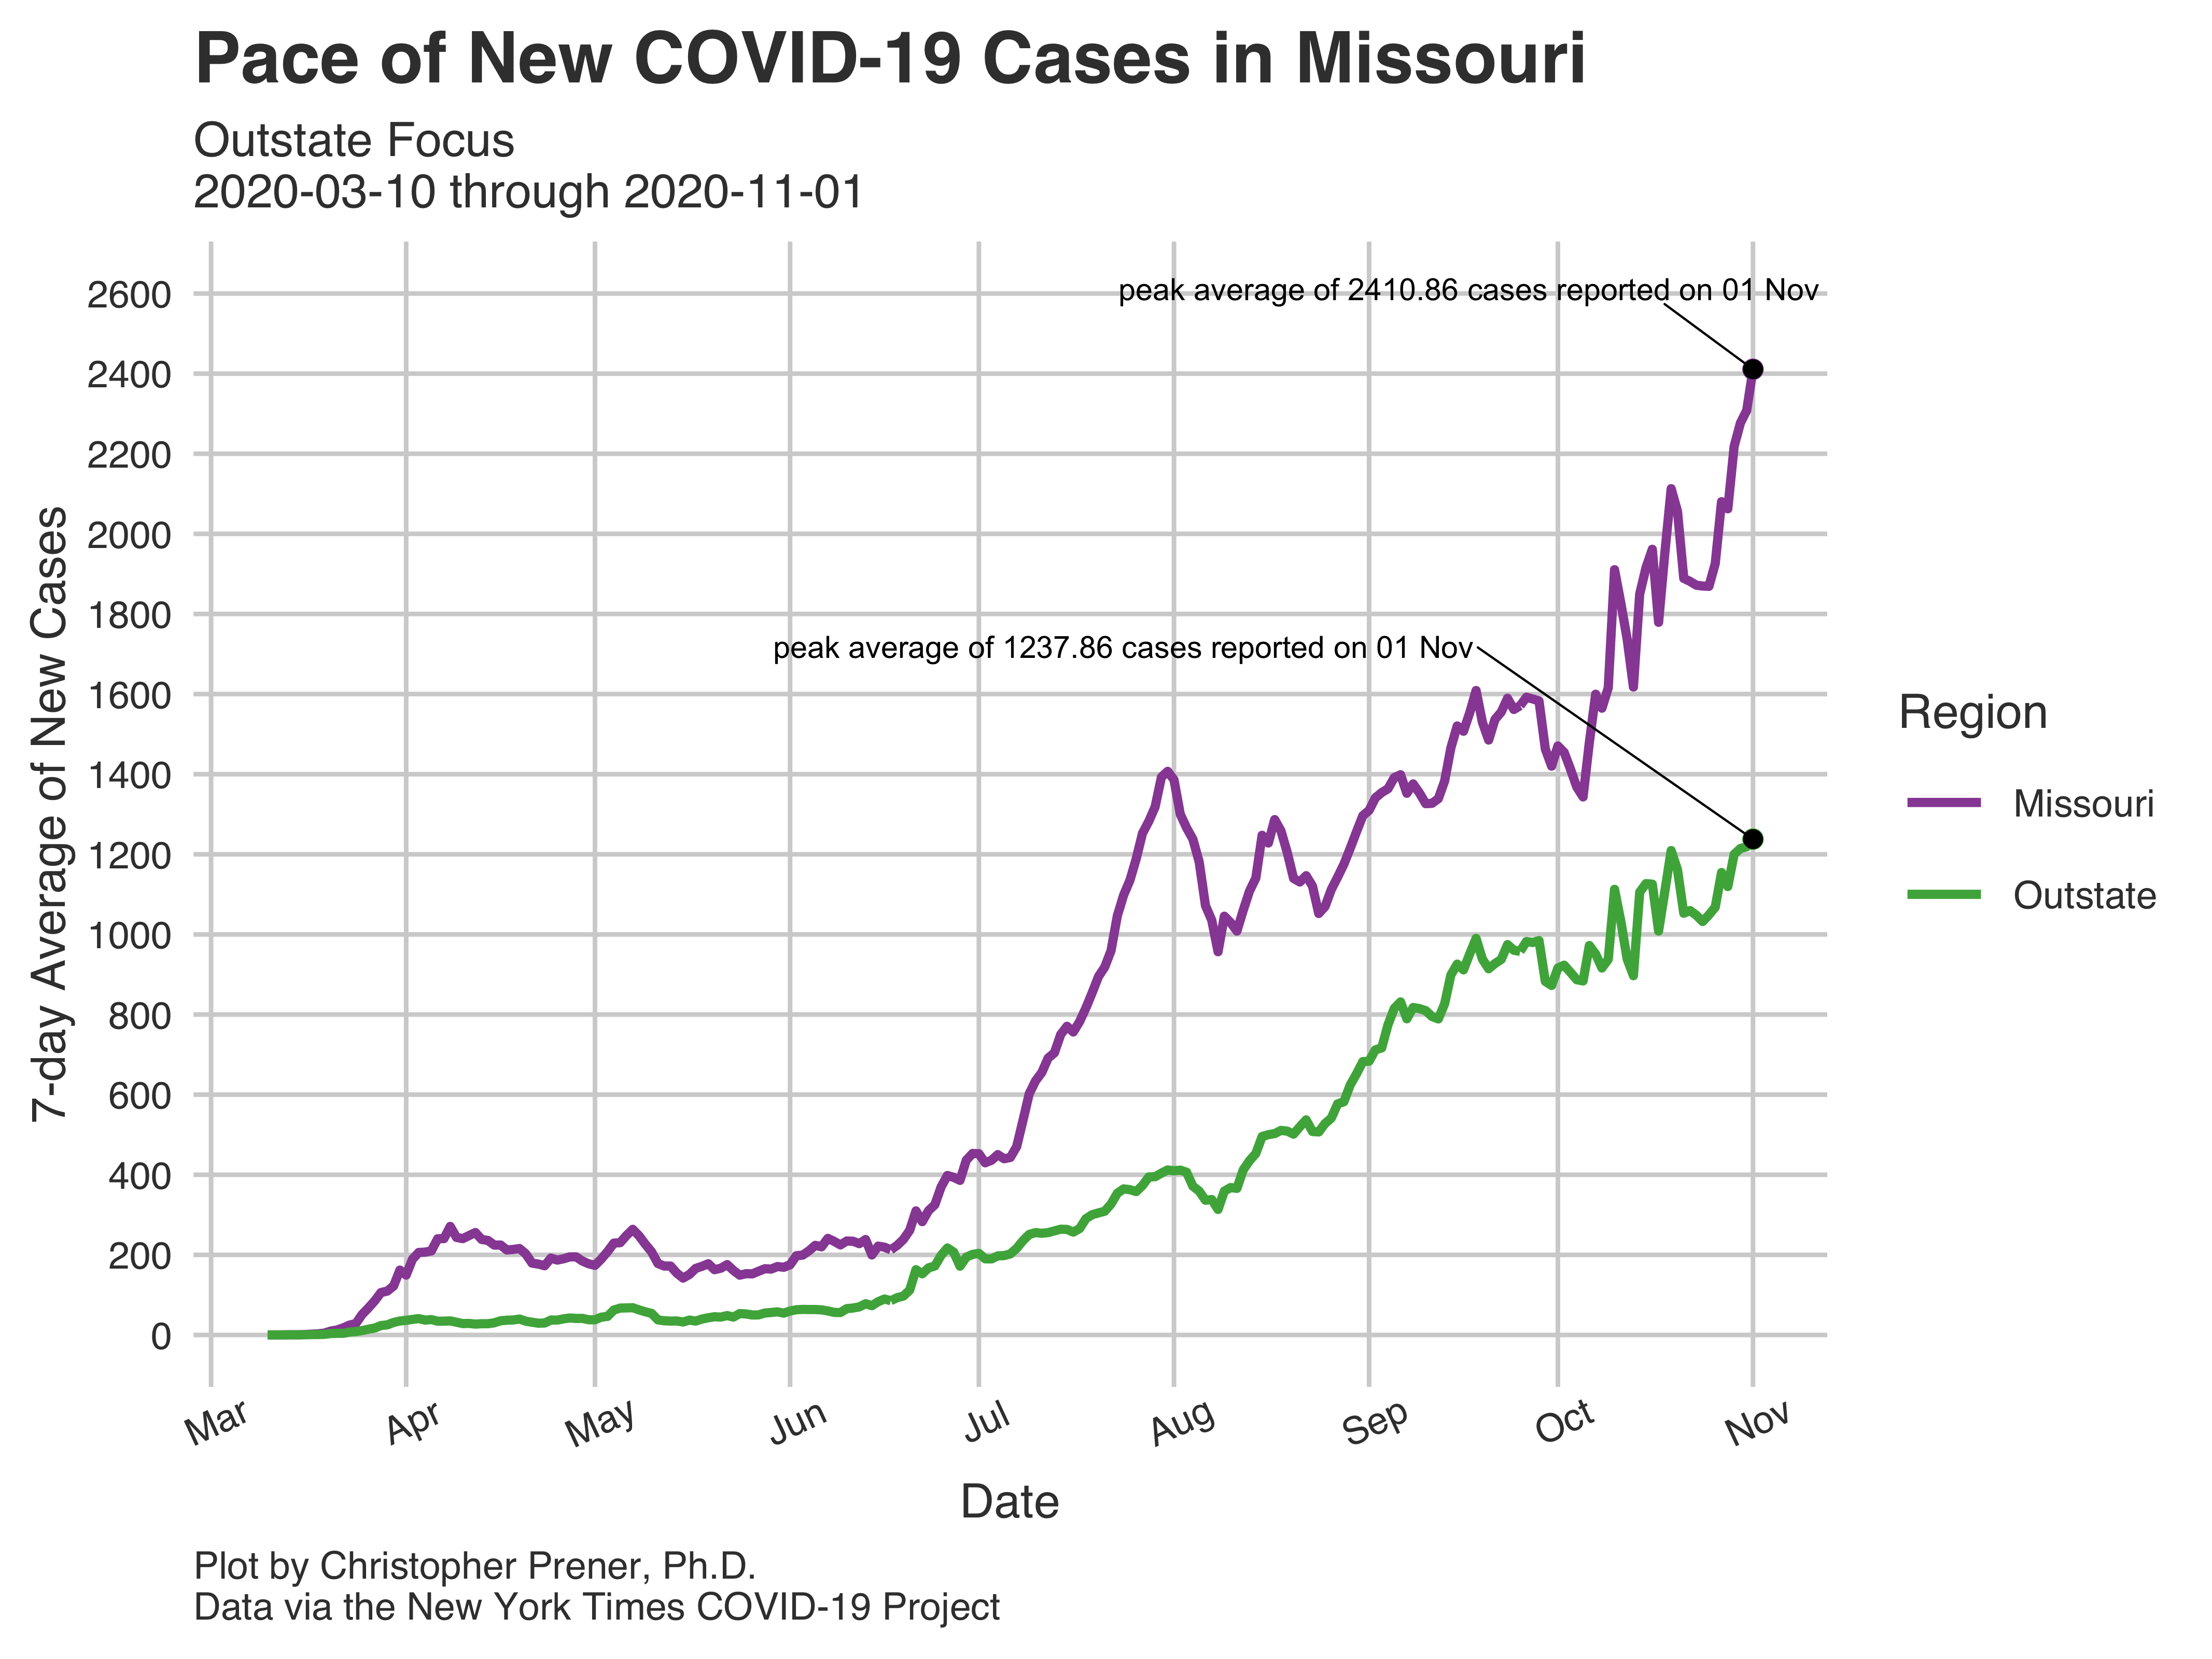 Pace of New COVID-19 Cases in Missouri
Outstate Focus
2020-03-10 through 2020-11-01
7-day Average of New Cases
2600
2400
2200
2000
1800
1600
1400
1200
1000
800
600
400
200
0
peak average of 2410.86 cases reported on 01 Nov
peak average of 1237.86 cases reported on 01 Nov
Region
Missouri
Outstate
Mar
Apr
May
Jun
Jul
Aug
Sep
Oct
Nov
Date
Plot by Christopher Prener, Ph.D.
Data via the New York Times COVID-19 Project